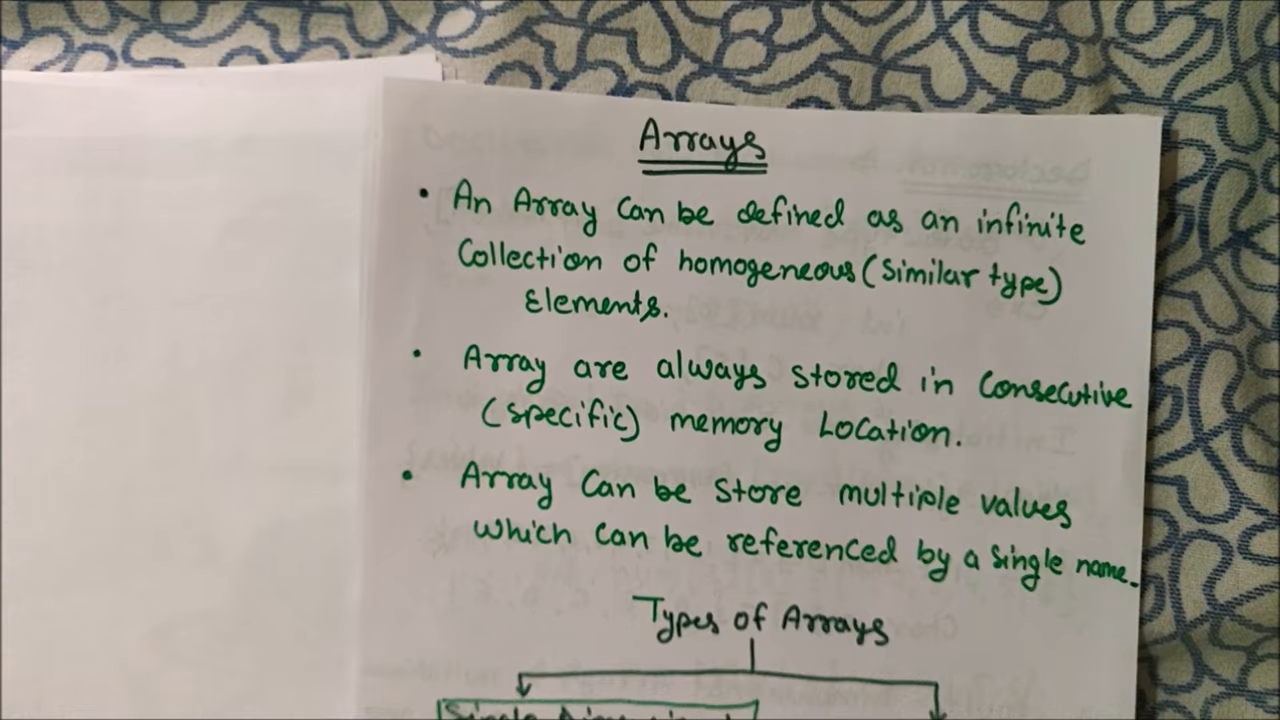 Arrays
• An Array Can be defined as an infinite
Collection of homogeneous (Similar type)
Elements.
• Array are always stored in Consecutive
(specific) memory Location.
• Array Can be Store multiple values
which can be referenced by a single name.
Types of Arrays
Single